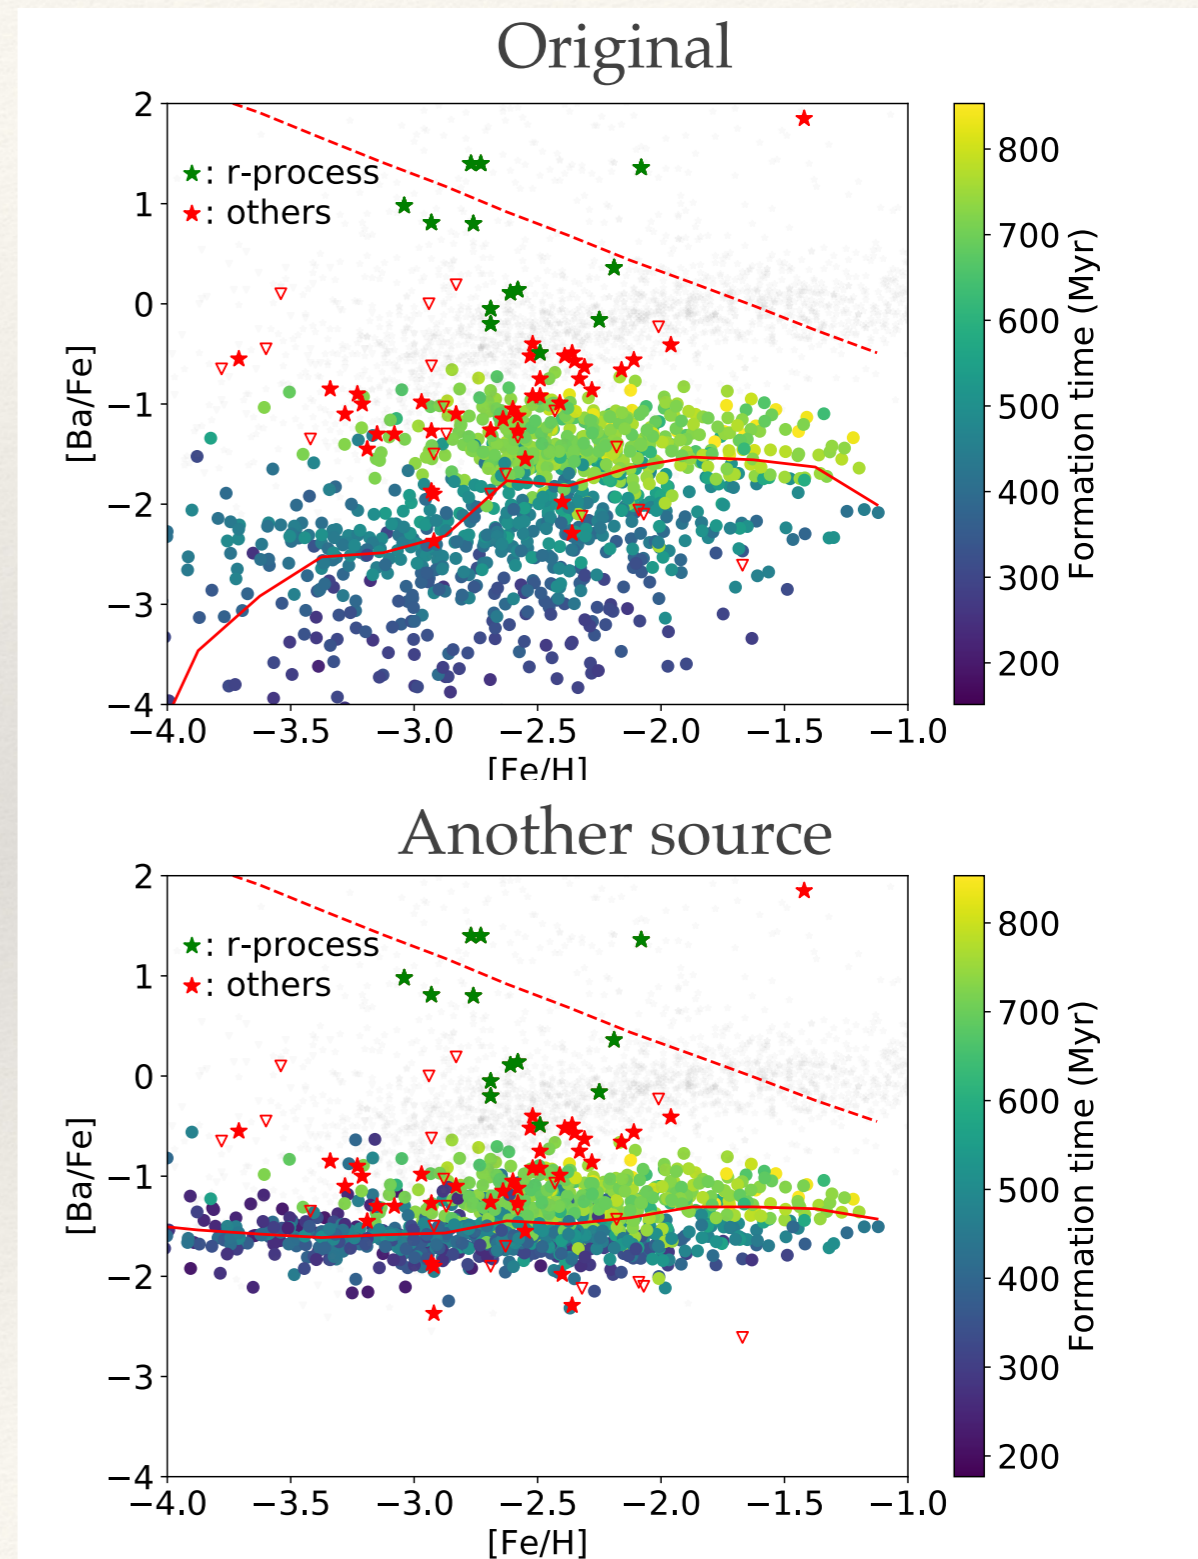 Original
2
1
0
−1
−2
−3
−4
[Ba/Fe]
★: r-process
★: others
−4.0 −3.5 −3.0 −2.5 −2.0 −1.5 −1.0
[Fe/H]
800
700
600
500
400
300
200
Formation time (Myr)
Another source
2
1
0
−1
−2
−3
−4
[Ba/Fe]
★: r-process
★: others
−4.0 −3.5 −3.0 −2.5 −2.0 −1.5 −1.0
[Fe/H]
800
700
600
500
400
300
200
Formation time (Myr)